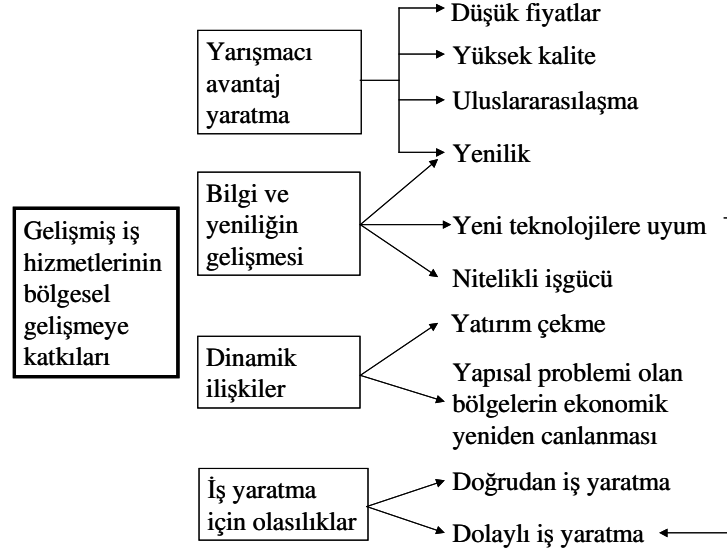 Düşük fiyatlar
Yarışmacı
avantaj
yaratma
Yüksek kalite
Uluslararasılaşma
Yenilik
Bilgi ve
yeniliğin
gelişmesi
Yeni teknolojilere uyum
Nitelikli işgücü
Gelişmiş iş
hizmetlerinin
bölgesel
gelişmeye
katkıları
Dinamik
ilişkiler
Yatırım çekme
Yapısal problemi olan
bölgelerin ekonomik
yeniden canlanması
İş yaratma
için olasılıklar
Doğrudan iş yaratma
Dolaylı iş yaratma